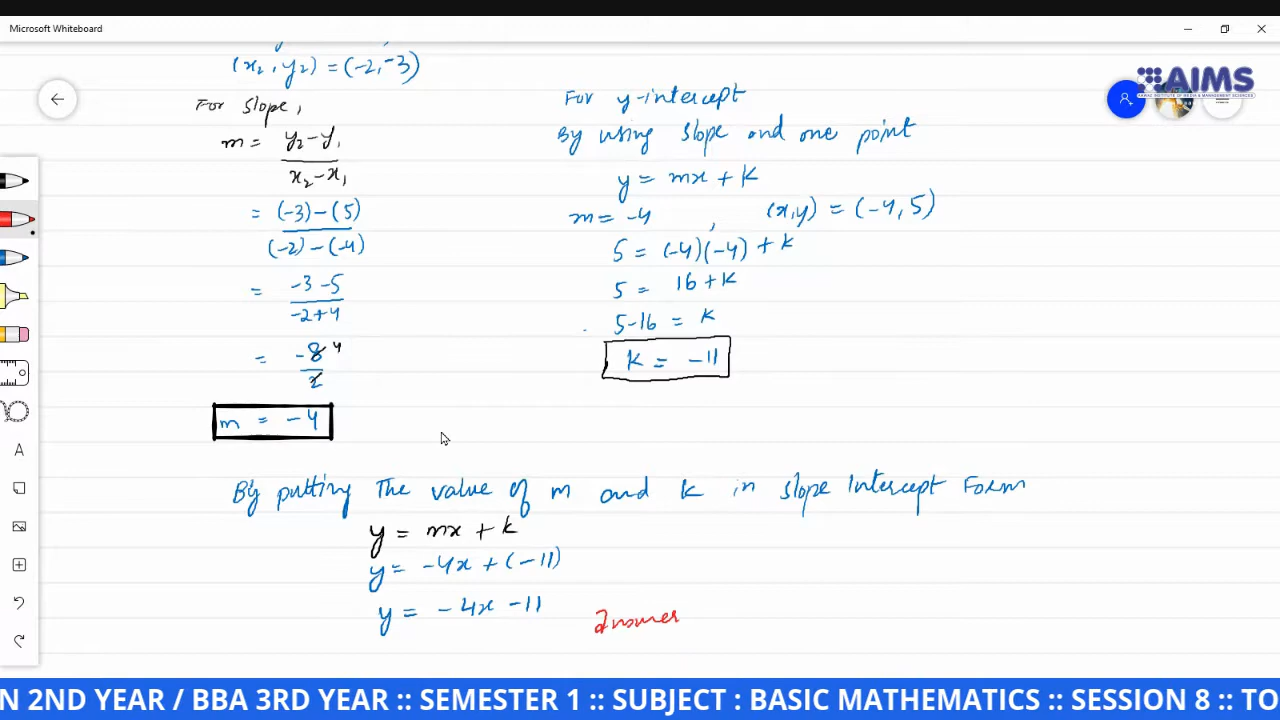 Microsoft Whiteboard
AIMS
(x₂, y₂) = (-2, -3)
For slope,
m = y₂ - y₁ / x₂ - x₁
= (-3) - (5) / (-2) - (-4)
= -3 - 5 / -2 + 4
= -8 4 / 2
m = -4
For y-intercept
By using slope and one point
y = mx + k
m = -4 , (x,y) = (-4, 5)
5 = (-4)(-4) + k
5 = 16 + k
5 - 16 = k
k = -11
By putting The value of m and k in slope Intercept Form
y = mx + k
y = -4x + (-11)
y = -4x - 11
Answer
A
N 2ND YEAR / BBA 3RD YEAR :: SEMESTER 1 :: SUBJECT : BASIC MATHEMATICS :: SESSION 8 :: TO